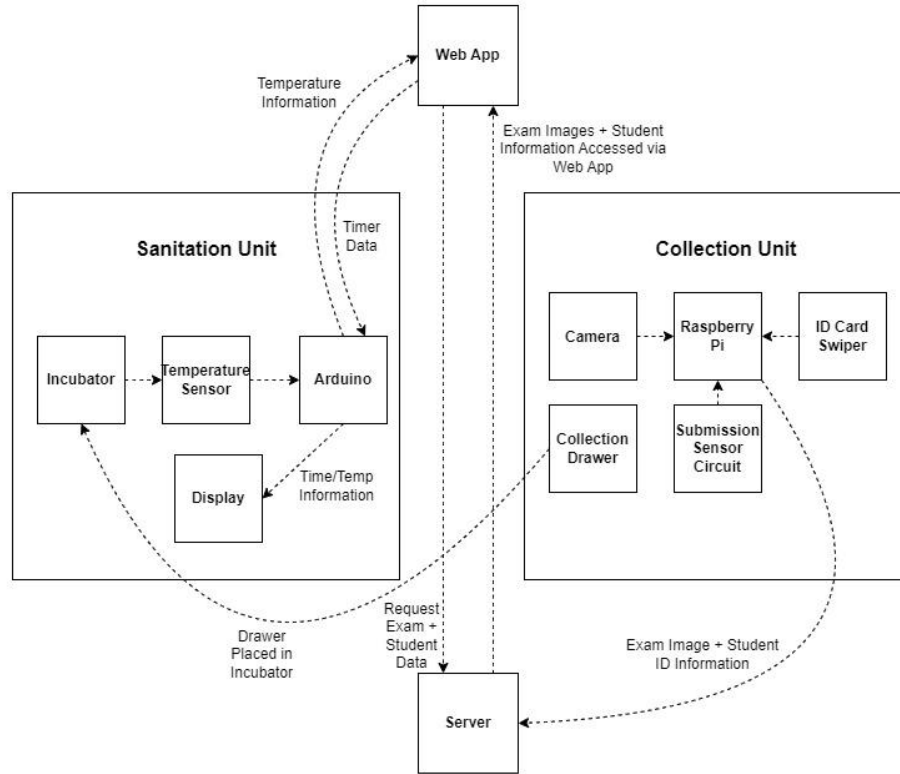 Web App
Temperature
Information
Exam Images + Student
Information Accessed via
Web App
Timer
Data
Sanitation Unit
Incubator
Temperature
Sensor
Arduino
Display
Time/Temp
Information
Collection Unit
Camera
Raspberry
Pi
ID Card
Swiper
Collection
Drawer
Submission
Sensor
Circuit
Drawer
Placed in
Incubator
Request
Exam +
Student
Data
Exam Image + Student
ID Information
Server